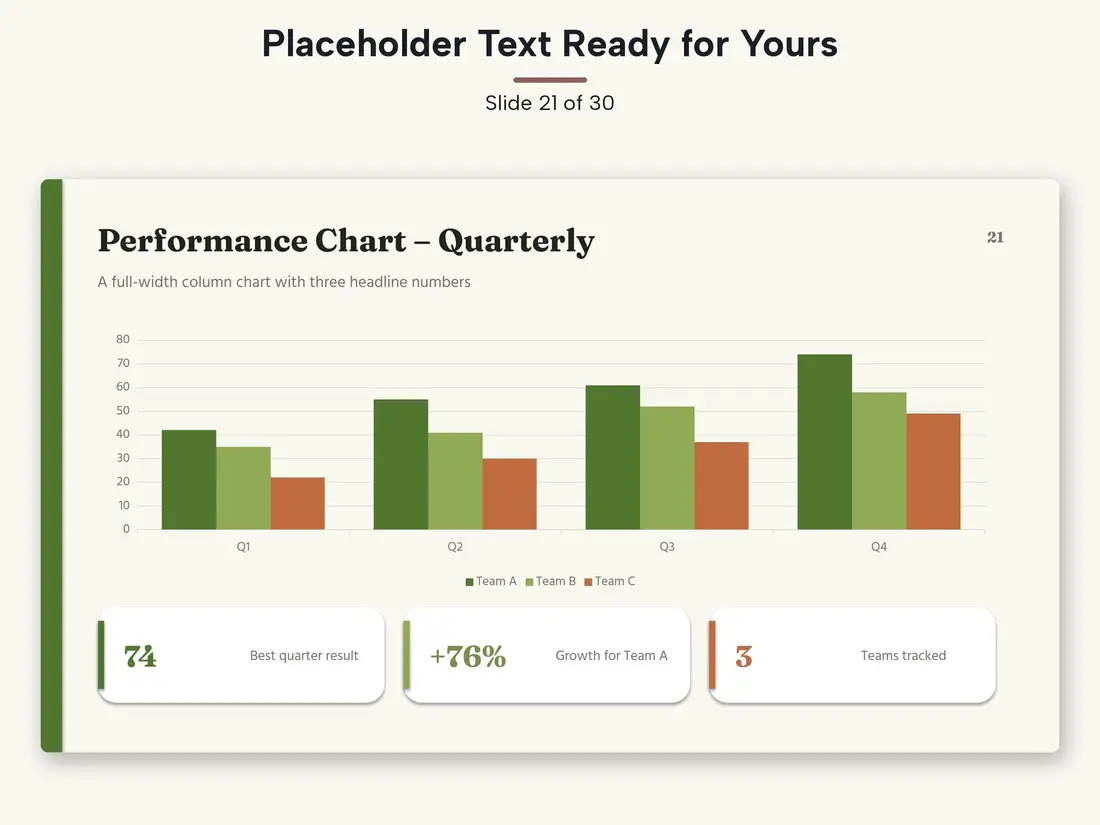 Placeholder Text Ready for Yours
Slide 21 of 30
Performance Chart – Quarterly
21
A full-width column chart with three headline numbers
80
70
60
50
40
30
20
10
0
Q1 Q2 Q3 Q4
Team A Team B Team C
74 Best quarter result
+76% Growth for Team A
3 Teams tracked